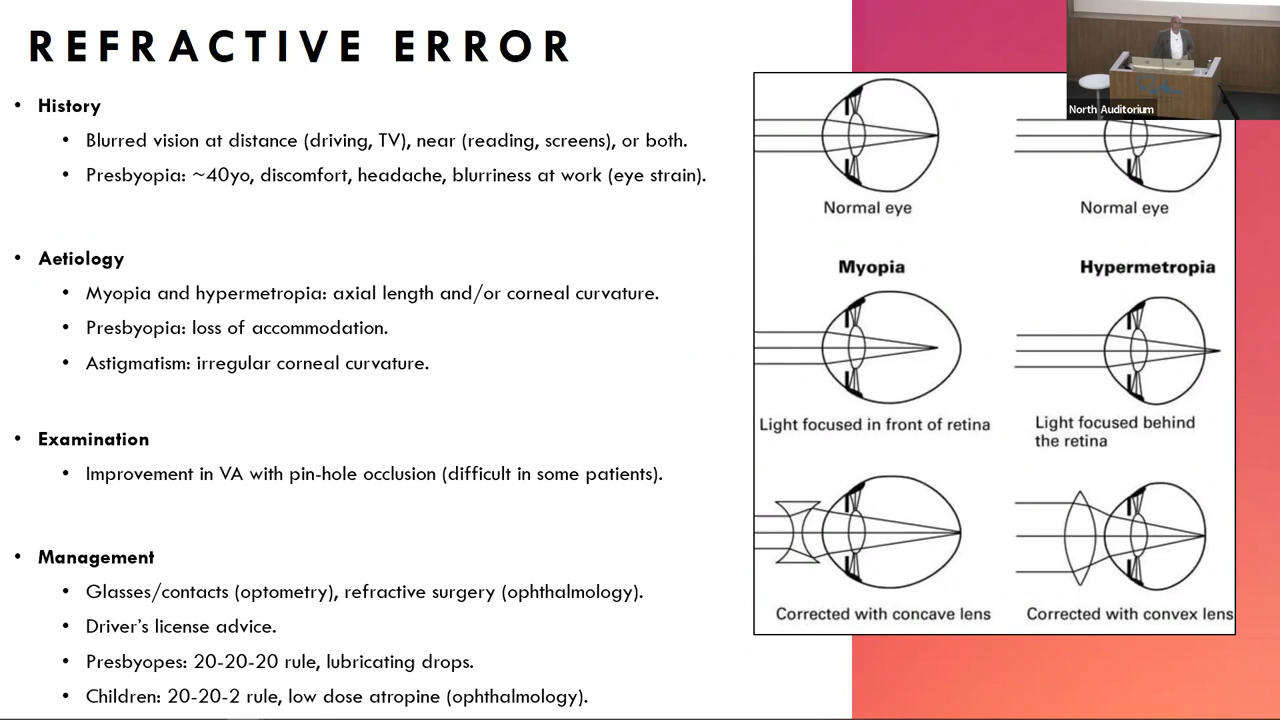 REFRACTIVE ERROR
• History
• Blurred vision at distance (driving, TV), near (reading, screens), or both.
• Presbyopia: ~40yo, discomfort, headache, blurriness at work (eye strain).
• Aetiology
• Myopia and hypermetropia: axial length and/or corneal curvature.
• Presbyopia: loss of accommodation.
• Astigmatism: irregular corneal curvature.
• Examination
• Improvement in VA with pin-hole occlusion (difficult in some patients).
• Management
• Glasses/contacts (optometry), refractive surgery (ophthalmology).
• Driver's license advice.
• Presbyopes: 20-20-20 rule, lubricating drops.
• Children: 20-20-2 rule, low dose atropine (ophthalmology).
North Auditorium
Normal eye
Normal eye
Myopia
Hypermetropia
Light focused in front of retina
Light focused behind
the retina
Corrected with concave lens
Corrected with convex lens